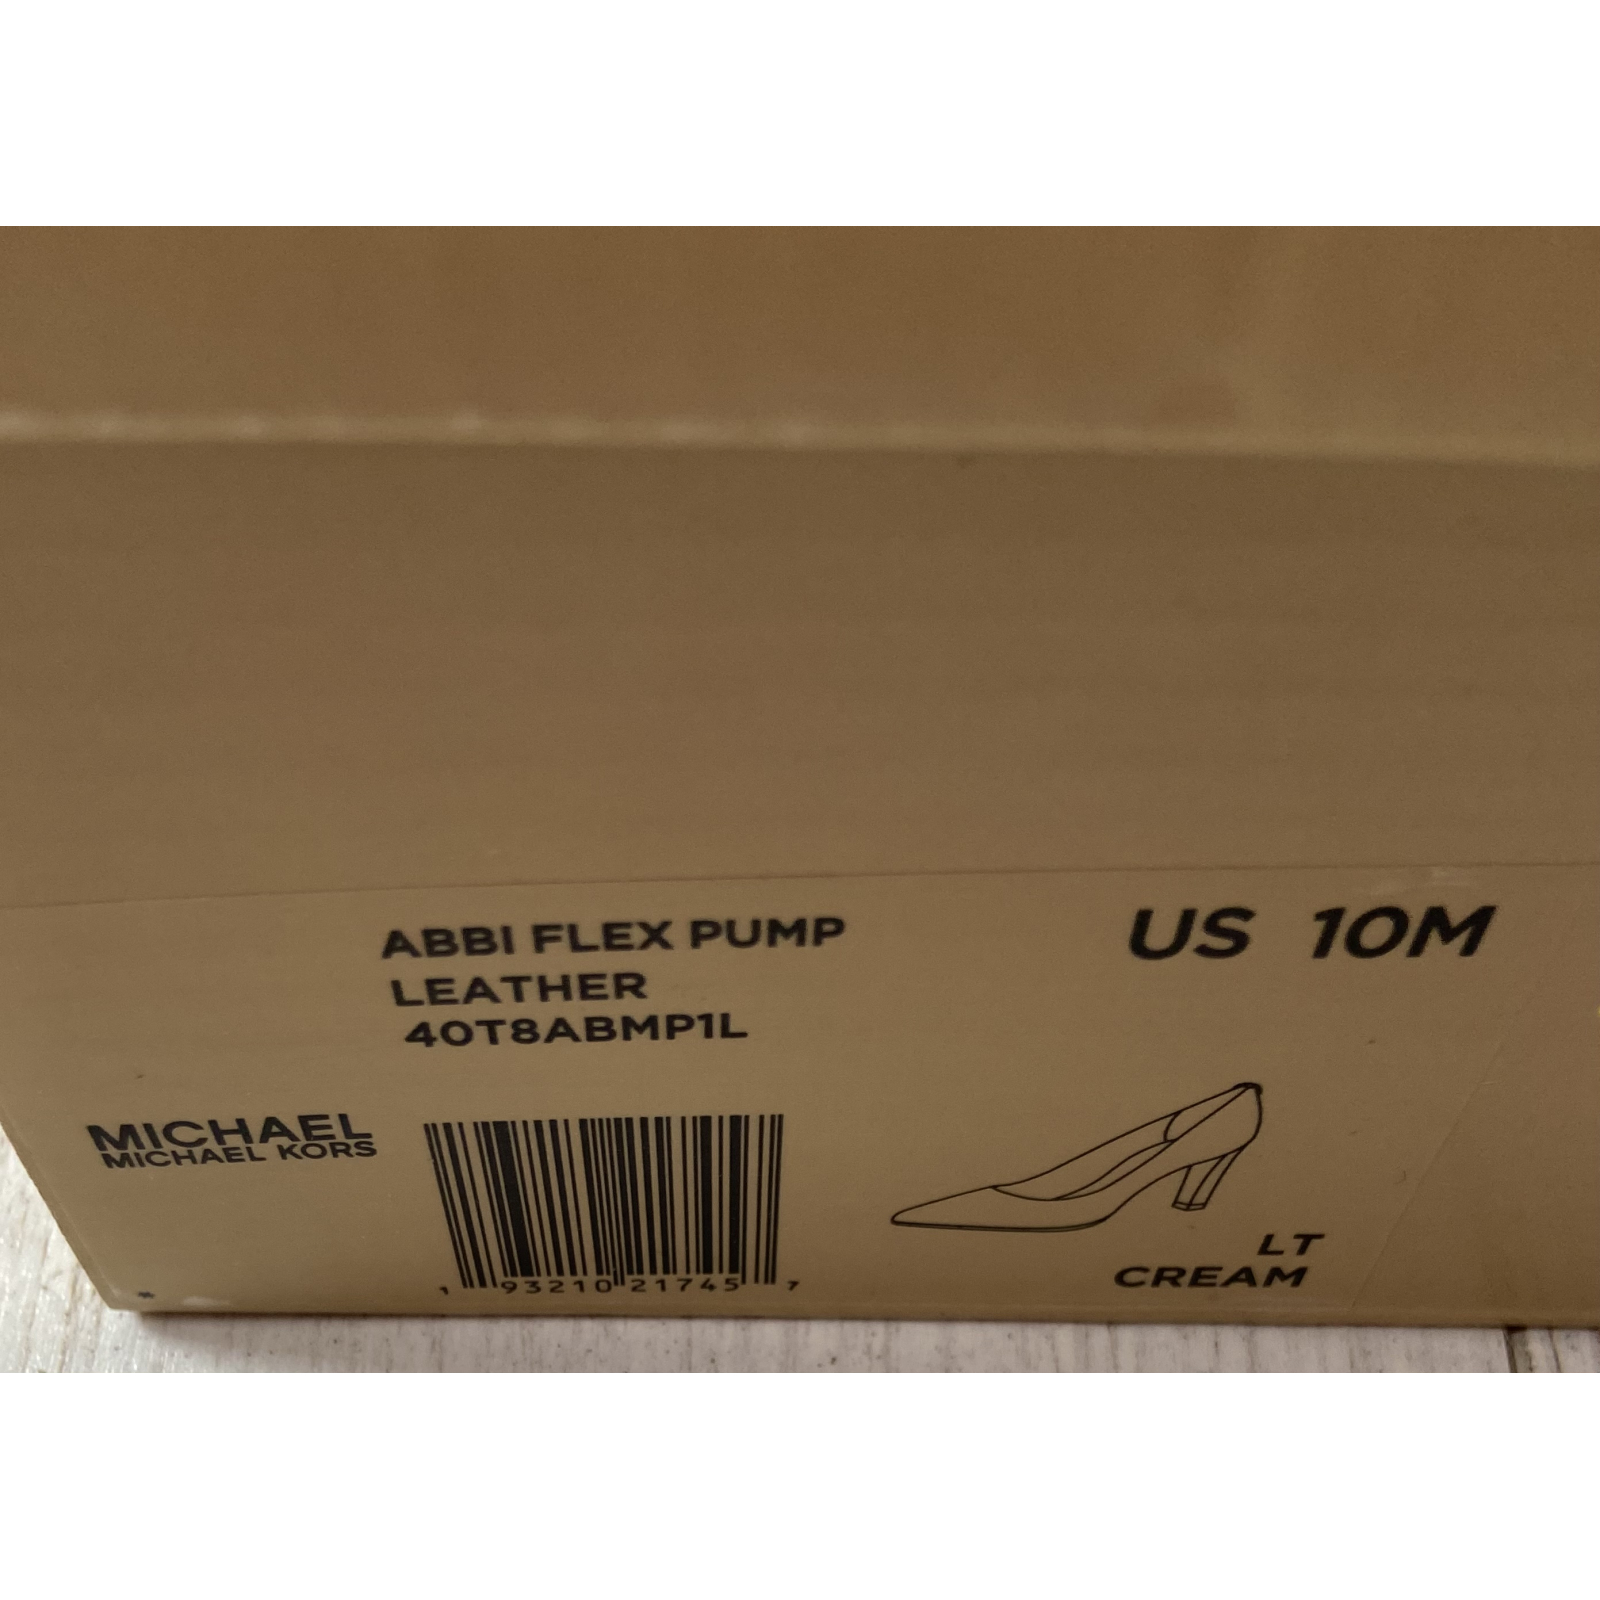 ABBI FLEX PUMP
LEATHER
40T8ABMP1L
US 10M
MICHAEL
MICHAEL KORS
1 93210 21745 7
LT
CREAM
*